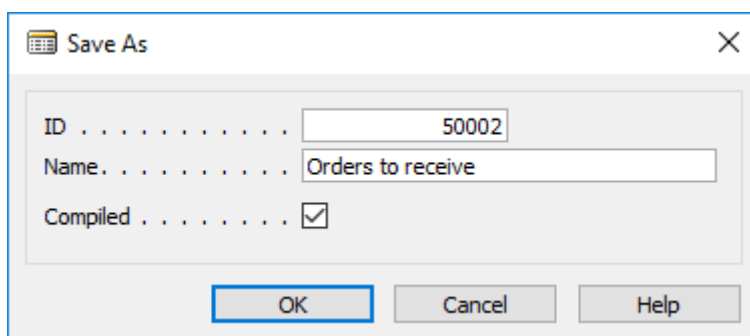 Save As
ID . . . . . . . . . . . 50002
Name. . . . . . . . . . Orders to receive
Compiled . . . . . . . .
OK Cancel Help